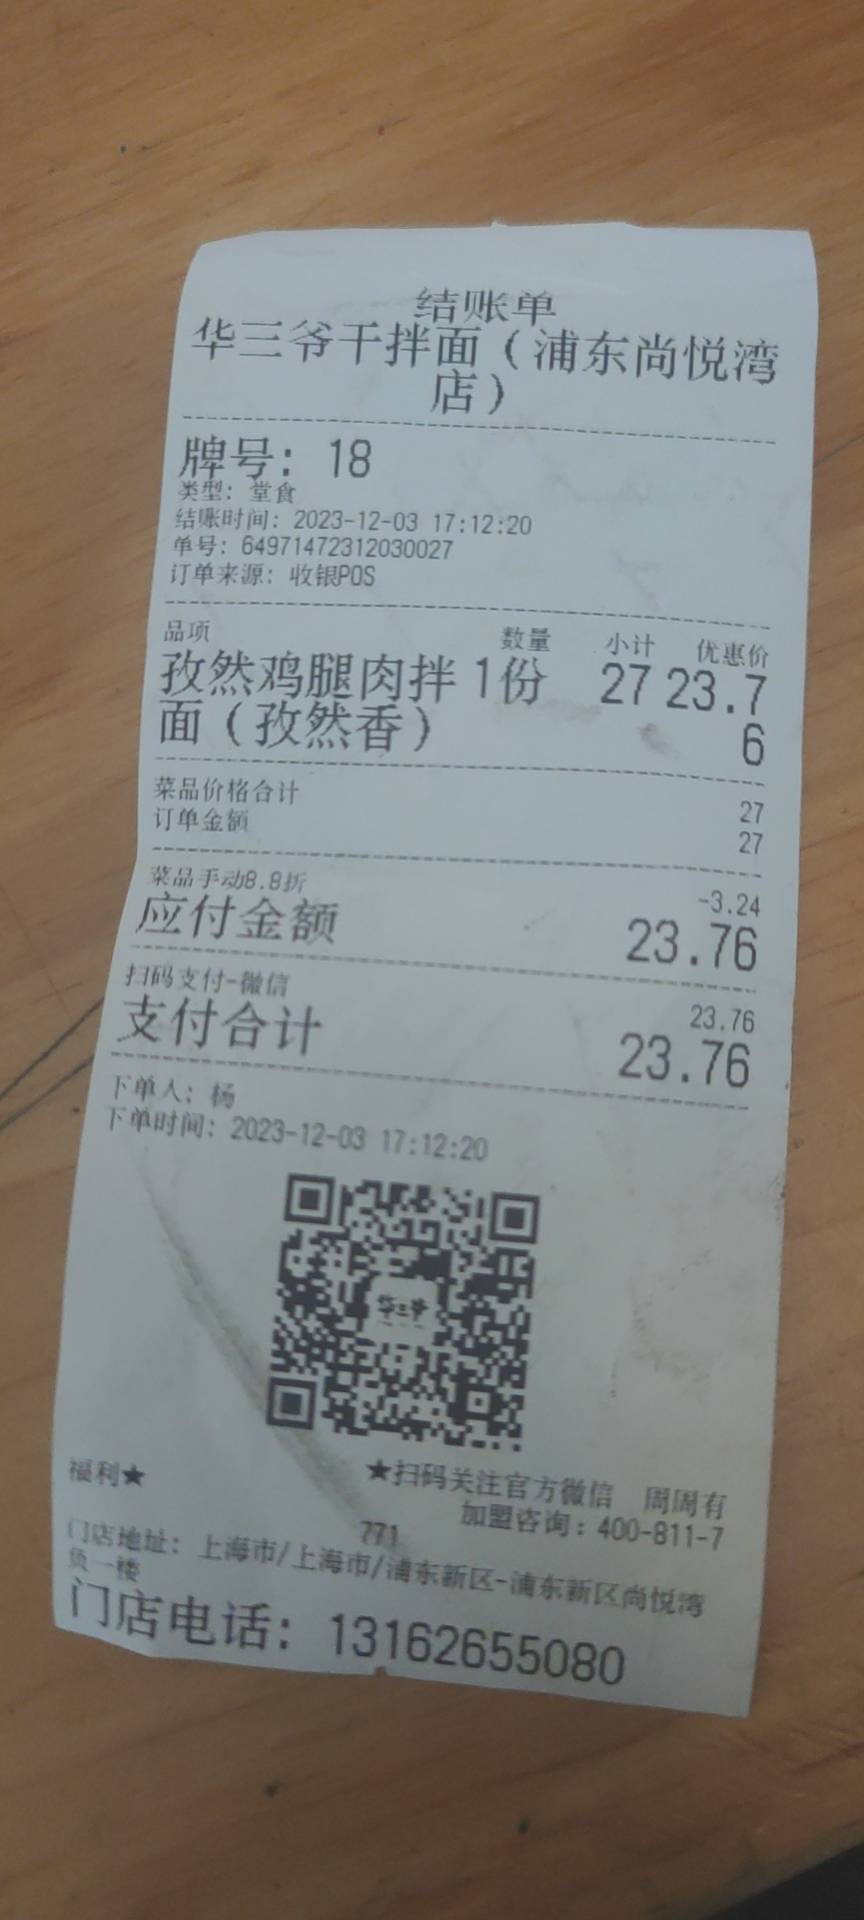 结账单
华三爷干拌面（浦东尚悦湾
店）
牌号：18
类型：堂食
结账时间：2023-12-03 17:12:20
单号：64971472312030027
订单来源：收银POS
品项 数量 小计 优惠价
孜然鸡腿肉拌 1份 27 23.7
面（孜然香） 6
菜品价格合计 27
订单金额 27
菜品手动8.8折 -3.24
应付金额 23.76
扫码支付-微信 23.76
支付合计 23.76
下单人：杨
下单时间：2023-12-03 17:12:20
华三爷
★扫码关注官方微信 周周有
福利★
加盟咨询：400-811-7
771
门店地址：上海市/上海市/浦东新区-浦东新区尚悦湾
负一楼
门店电话：13162655080